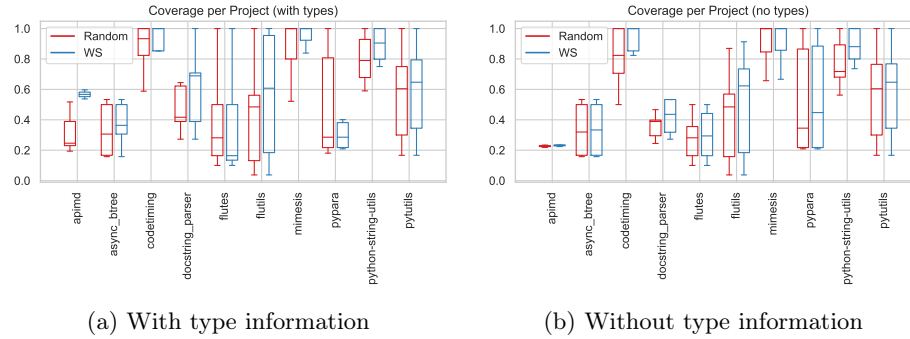 Coverage per Project (with types)
1.0
0.8
0.6
0.4
0.2
0.0
Random
WS
apimd
async_btree
codetiming
docstring_parser
flutes
flutils
mimesis
pypara
python-string-utils
pytutils
(a) With type information
Coverage per Project (no types)
1.0
0.8
0.6
0.4
0.2
0.0
Random
WS
apimd
async_btree
codetiming
docstring_parser
flutes
flutils
mimesis
pypara
python-string-utils
pytutils
(b) Without type information